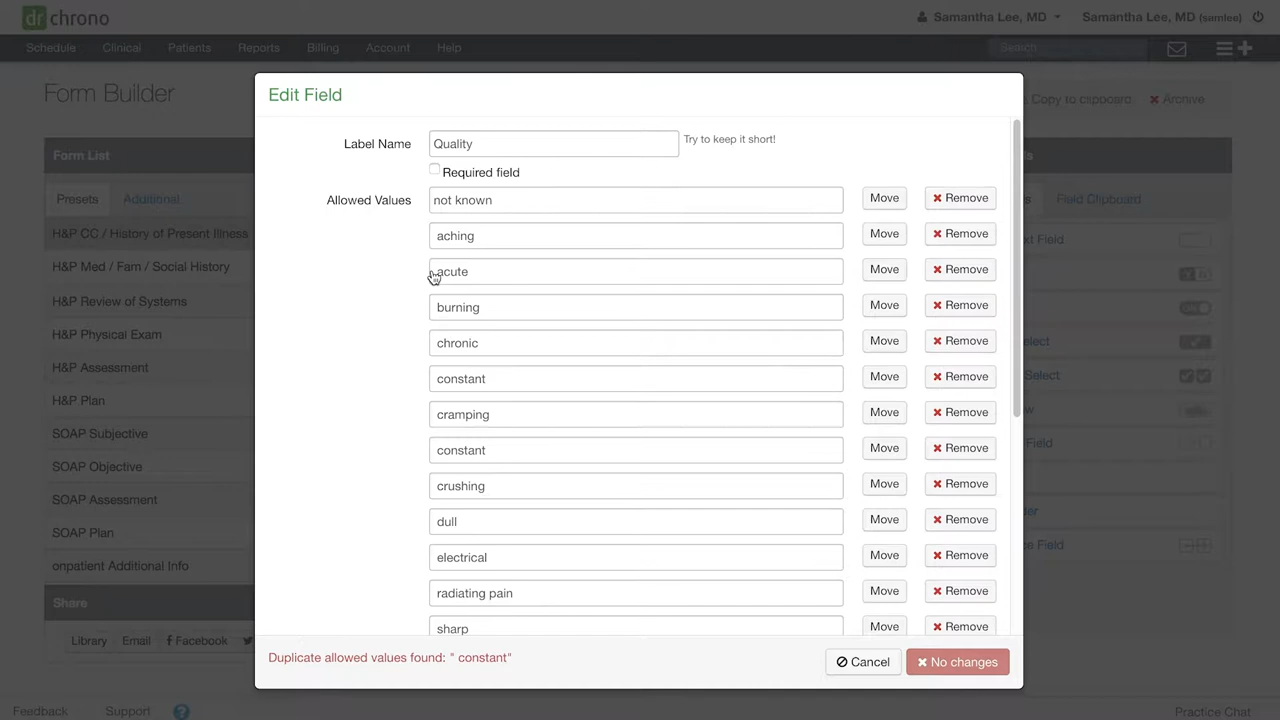 dr chrono
Samantha Lee, MD
Samantha Lee, MD (samlee)
Schedule Clinical Patients Reports Billing Account Help
Search
Form Builder
Copy to clipboard
Archive
Edit Field
Label Name
Quality
Try to keep it short!
Required field
Allowed Values
not known Move Remove
aching Move Remove
acute Move Remove
burning Move Remove
chronic Move Remove
constant Move Remove
cramping Move Remove
constant Move Remove
crushing Move Remove
dull Move Remove
electrical Move Remove
radiating pain Move Remove
sharp Move Remove
Duplicate allowed values found: " constant"
Cancel
No changes
Form List
Presets Additional
H&P CC / History of Present Illness
H&P Med / Fam / Social History
H&P Review of Systems
H&P Physical Exam
H&P Assessment
H&P Plan
SOAP Subjective
SOAP Objective
SOAP Assessment
SOAP Plan
onpatient Additional Info
Share
Library Email Facebook
Field Clipboard
Field
Select
Field
Field
Feedback Support
Practice Chat